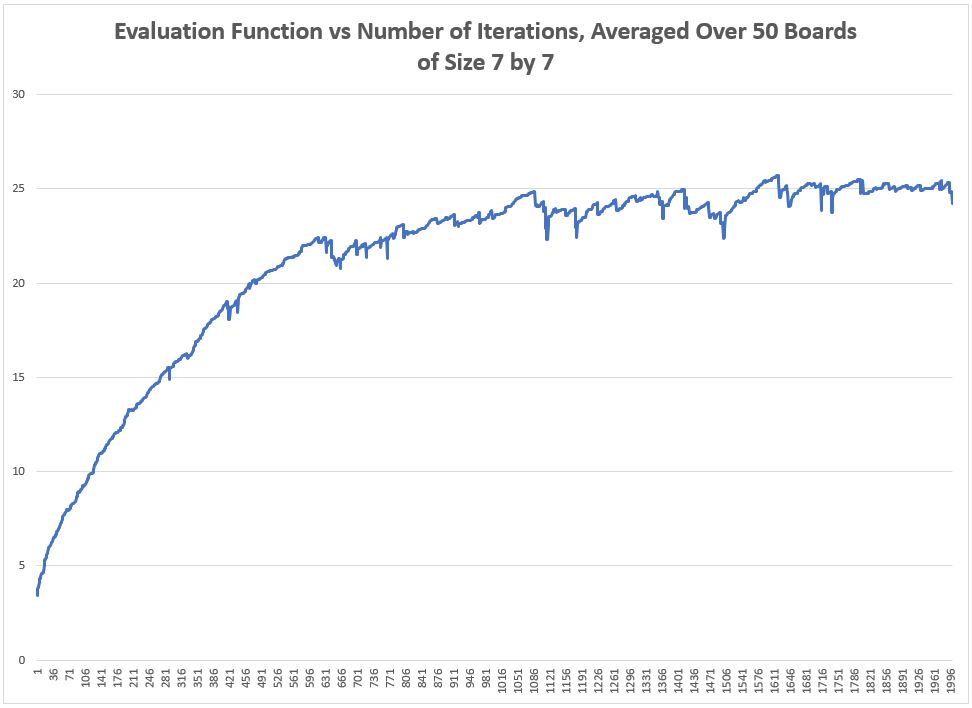 Evaluation Function vs Number of Iterations, Averaged Over 50 Boards
of Size 7 by 7
30
25
20
15
10
5
0
1 36 71 106 141 176 211 246 281 316 351 386 421 456 491 526 561 596 631 666 701 736 771 806 841 876 911 946 981 1016 1051 1086 1121 1156 1191 1226 1261 1296 1331 1366 1401 1436 1471 1506 1541 1576 1611 1646 1681 1716 1751 1786 1821 1856 1891 1926 1961 1996